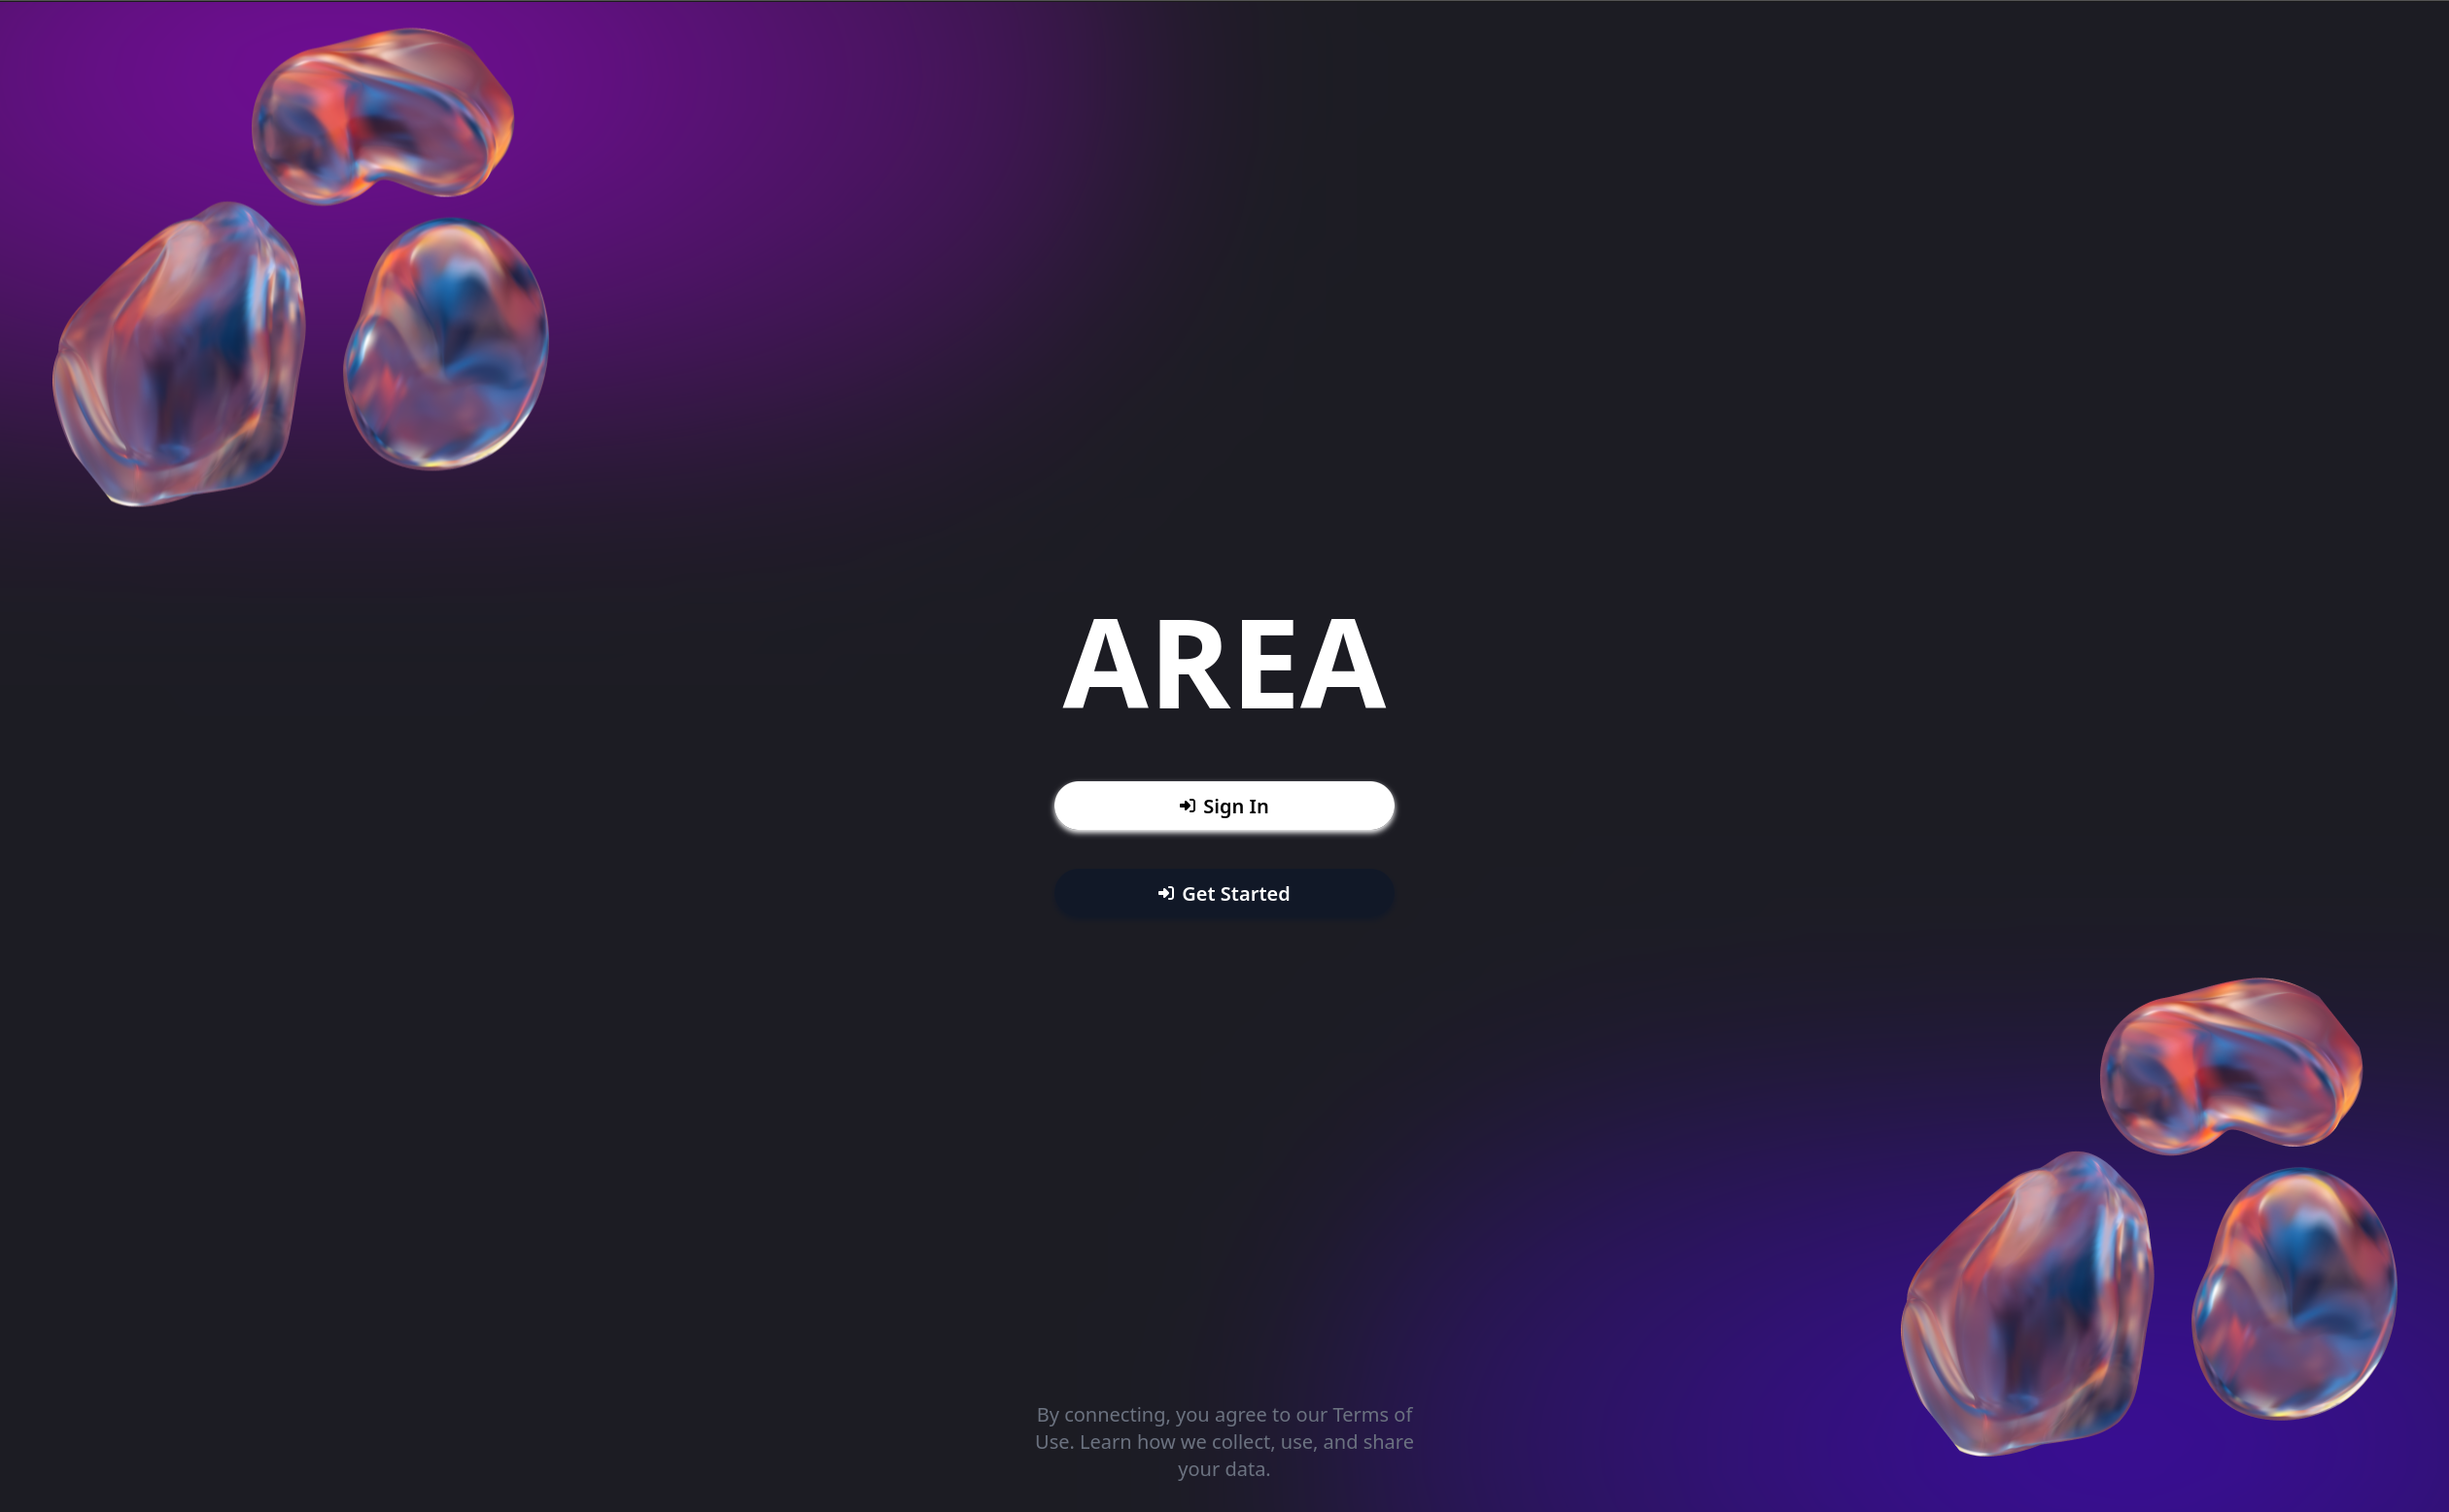 AREA
Sign In
Get Started
By connecting, you agree to our Terms of
Use. Learn how we collect, use, and share
your data.